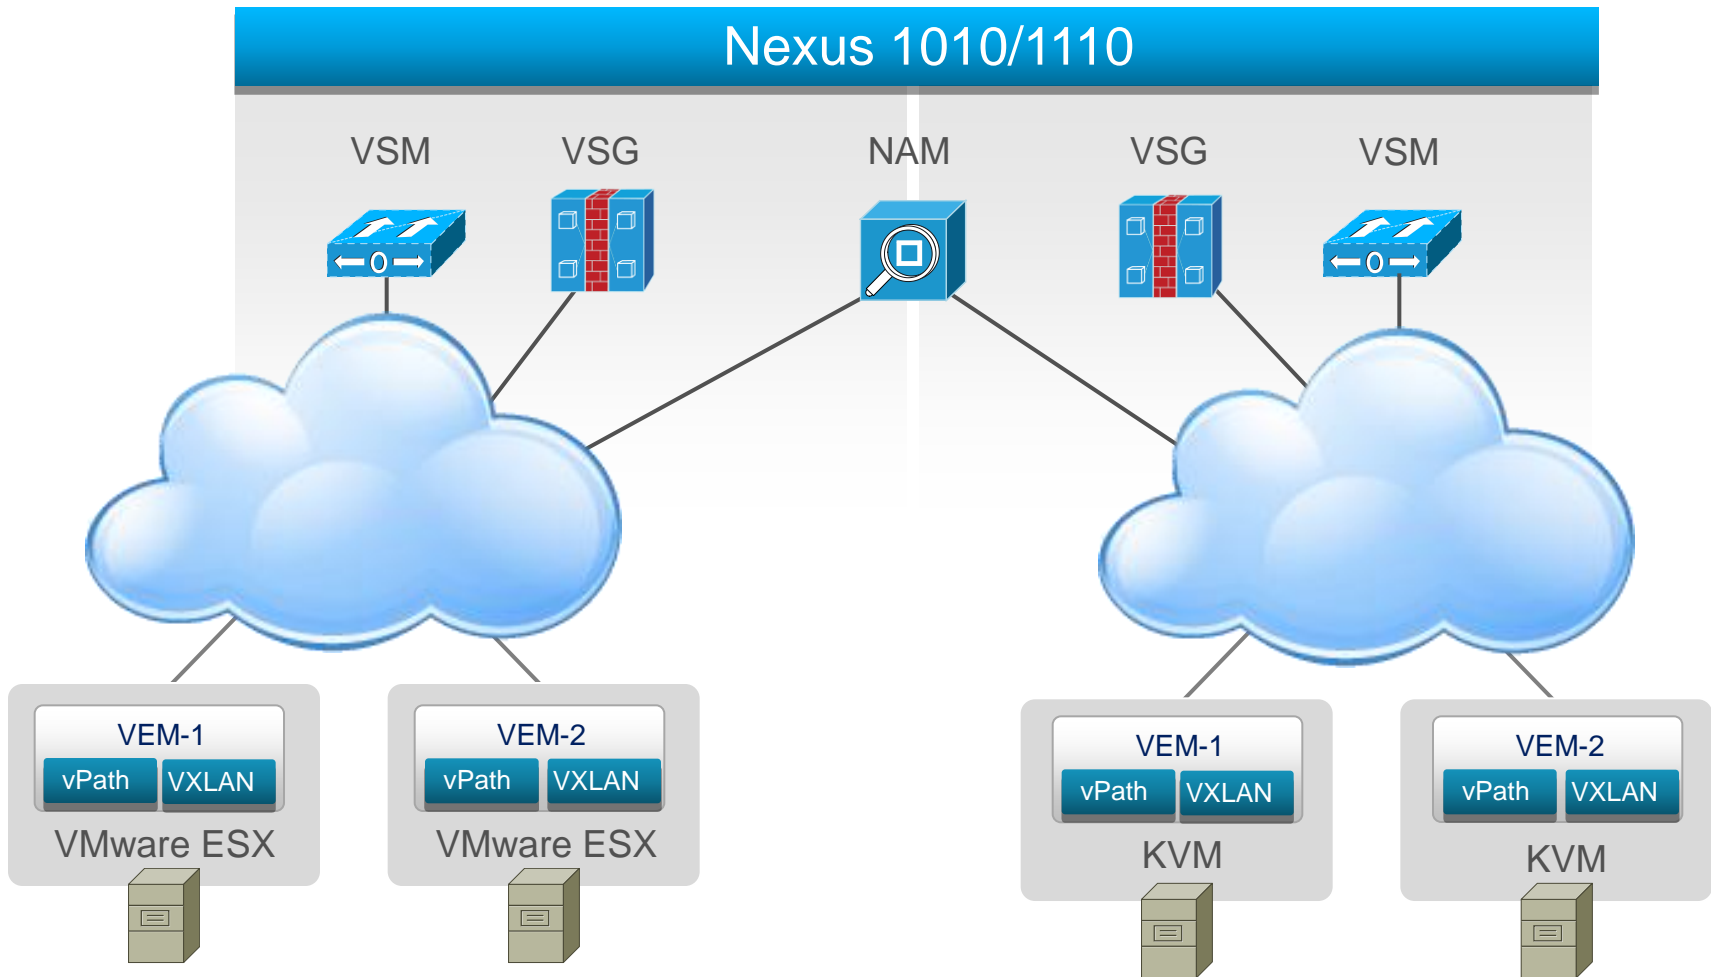 Nexus 1010/1110
VSM
VSG
NAM
VSG
VSM
VEM-1
vPath
VXLAN
VMware ESX
VEM-2
vPath
VXLAN
VMware ESX
VEM-1
vPath
VXLAN
KVM
VEM-2
vPath
VXLAN
KVM